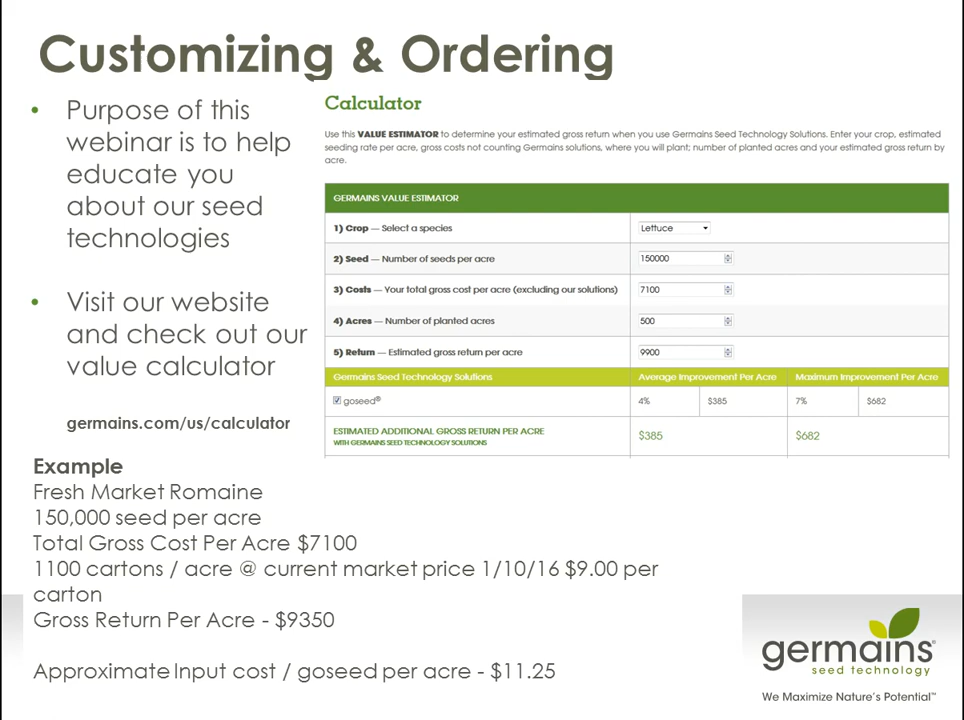 Customizing & Ordering
• Purpose of this
webinar is to help
educate you
about our seed
technologies
• Visit our website
and check out our
value calculator
germains.com/us/calculator
Calculator
Use this VALUE ESTIMATOR to determine your estimated gross return when you use Germains Seed Technology Solutions. Enter your crop, estimated
seeding rate per acre, gross costs not counting Germains solutions, where you will plant; number of planted acres and your estimated gross return by
acre.
GERMAINS VALUE ESTIMATOR
1) Crop — Select a species Lettuce
2) Seed — Number of seeds per acre 150000
3) Costs — Your total gross cost per acre (excluding our solutions) 7100
4) Acres — Number of planted acres 500
5) Return — Estimated gross return per acre 9900
Germains Seed Technology Solutions Average Improvement Per Acre Maximum Improvement Per Acre
goseed® 4% $385 7% $682
ESTIMATED ADDITIONAL GROSS RETURN PER ACRE
WITH GERMAINS SEED TECHNOLOGY SOLUTIONS
$385 $682
Example
Fresh Market Romaine
150,000 seed per acre
Total Gross Cost Per Acre $7100
1100 cartons / acre @ current market price 1/10/16 $9.00 per
carton
Gross Return Per Acre - $9350
Approximate Input cost / goseed per acre - $11.25
germains®
seed technology
We Maximize Nature's Potential™